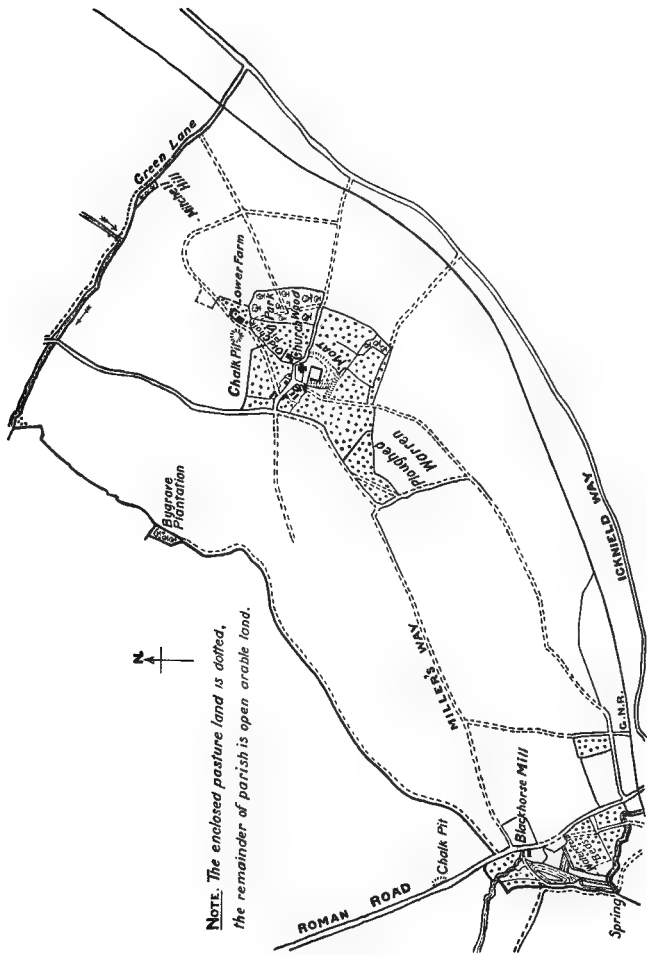 Green Lane
Mitchell
Hill
Lower Farm
Chalk Pit
Park
Church Wood
MOAT
Ploughed
Warren
Bygrave
Plantation
N.
NOTE. The enclosed pasture land is dotted,
the remainder of parish is open arable land.
MILLERS WAY
ICKNIELD WAY
G.N.R.
Blackhorse Mill
Chalk Pit
ROMAN ROAD
Spring